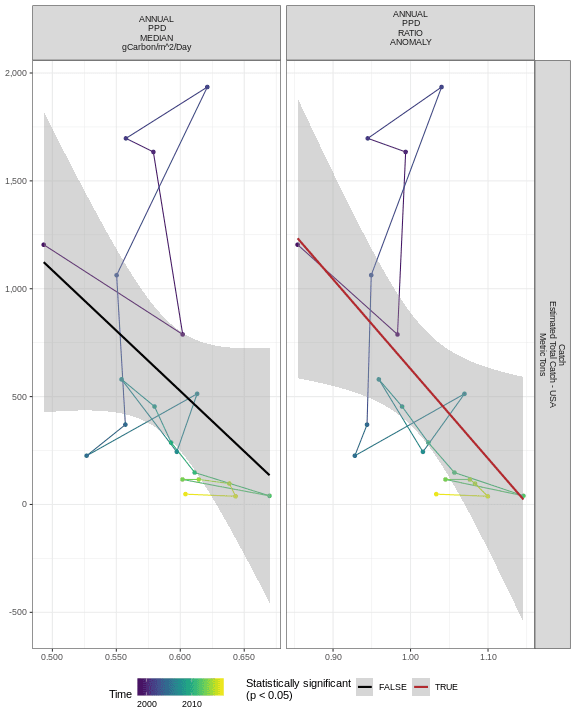 ANNUAL
PPD
MEDIAN
gCarbon/m^2/Day
ANNUAL
PPD
RATIO
ANOMALY
2,000
1,500
1,000
500
0
-500
Catch
Estimated Total Catch - USA
Metric Tons
0.500 0.550 0.600 0.650
0.90 1.00 1.10
Time
2000 2010
Statistically significant
(p < 0.05)
FALSE
TRUE